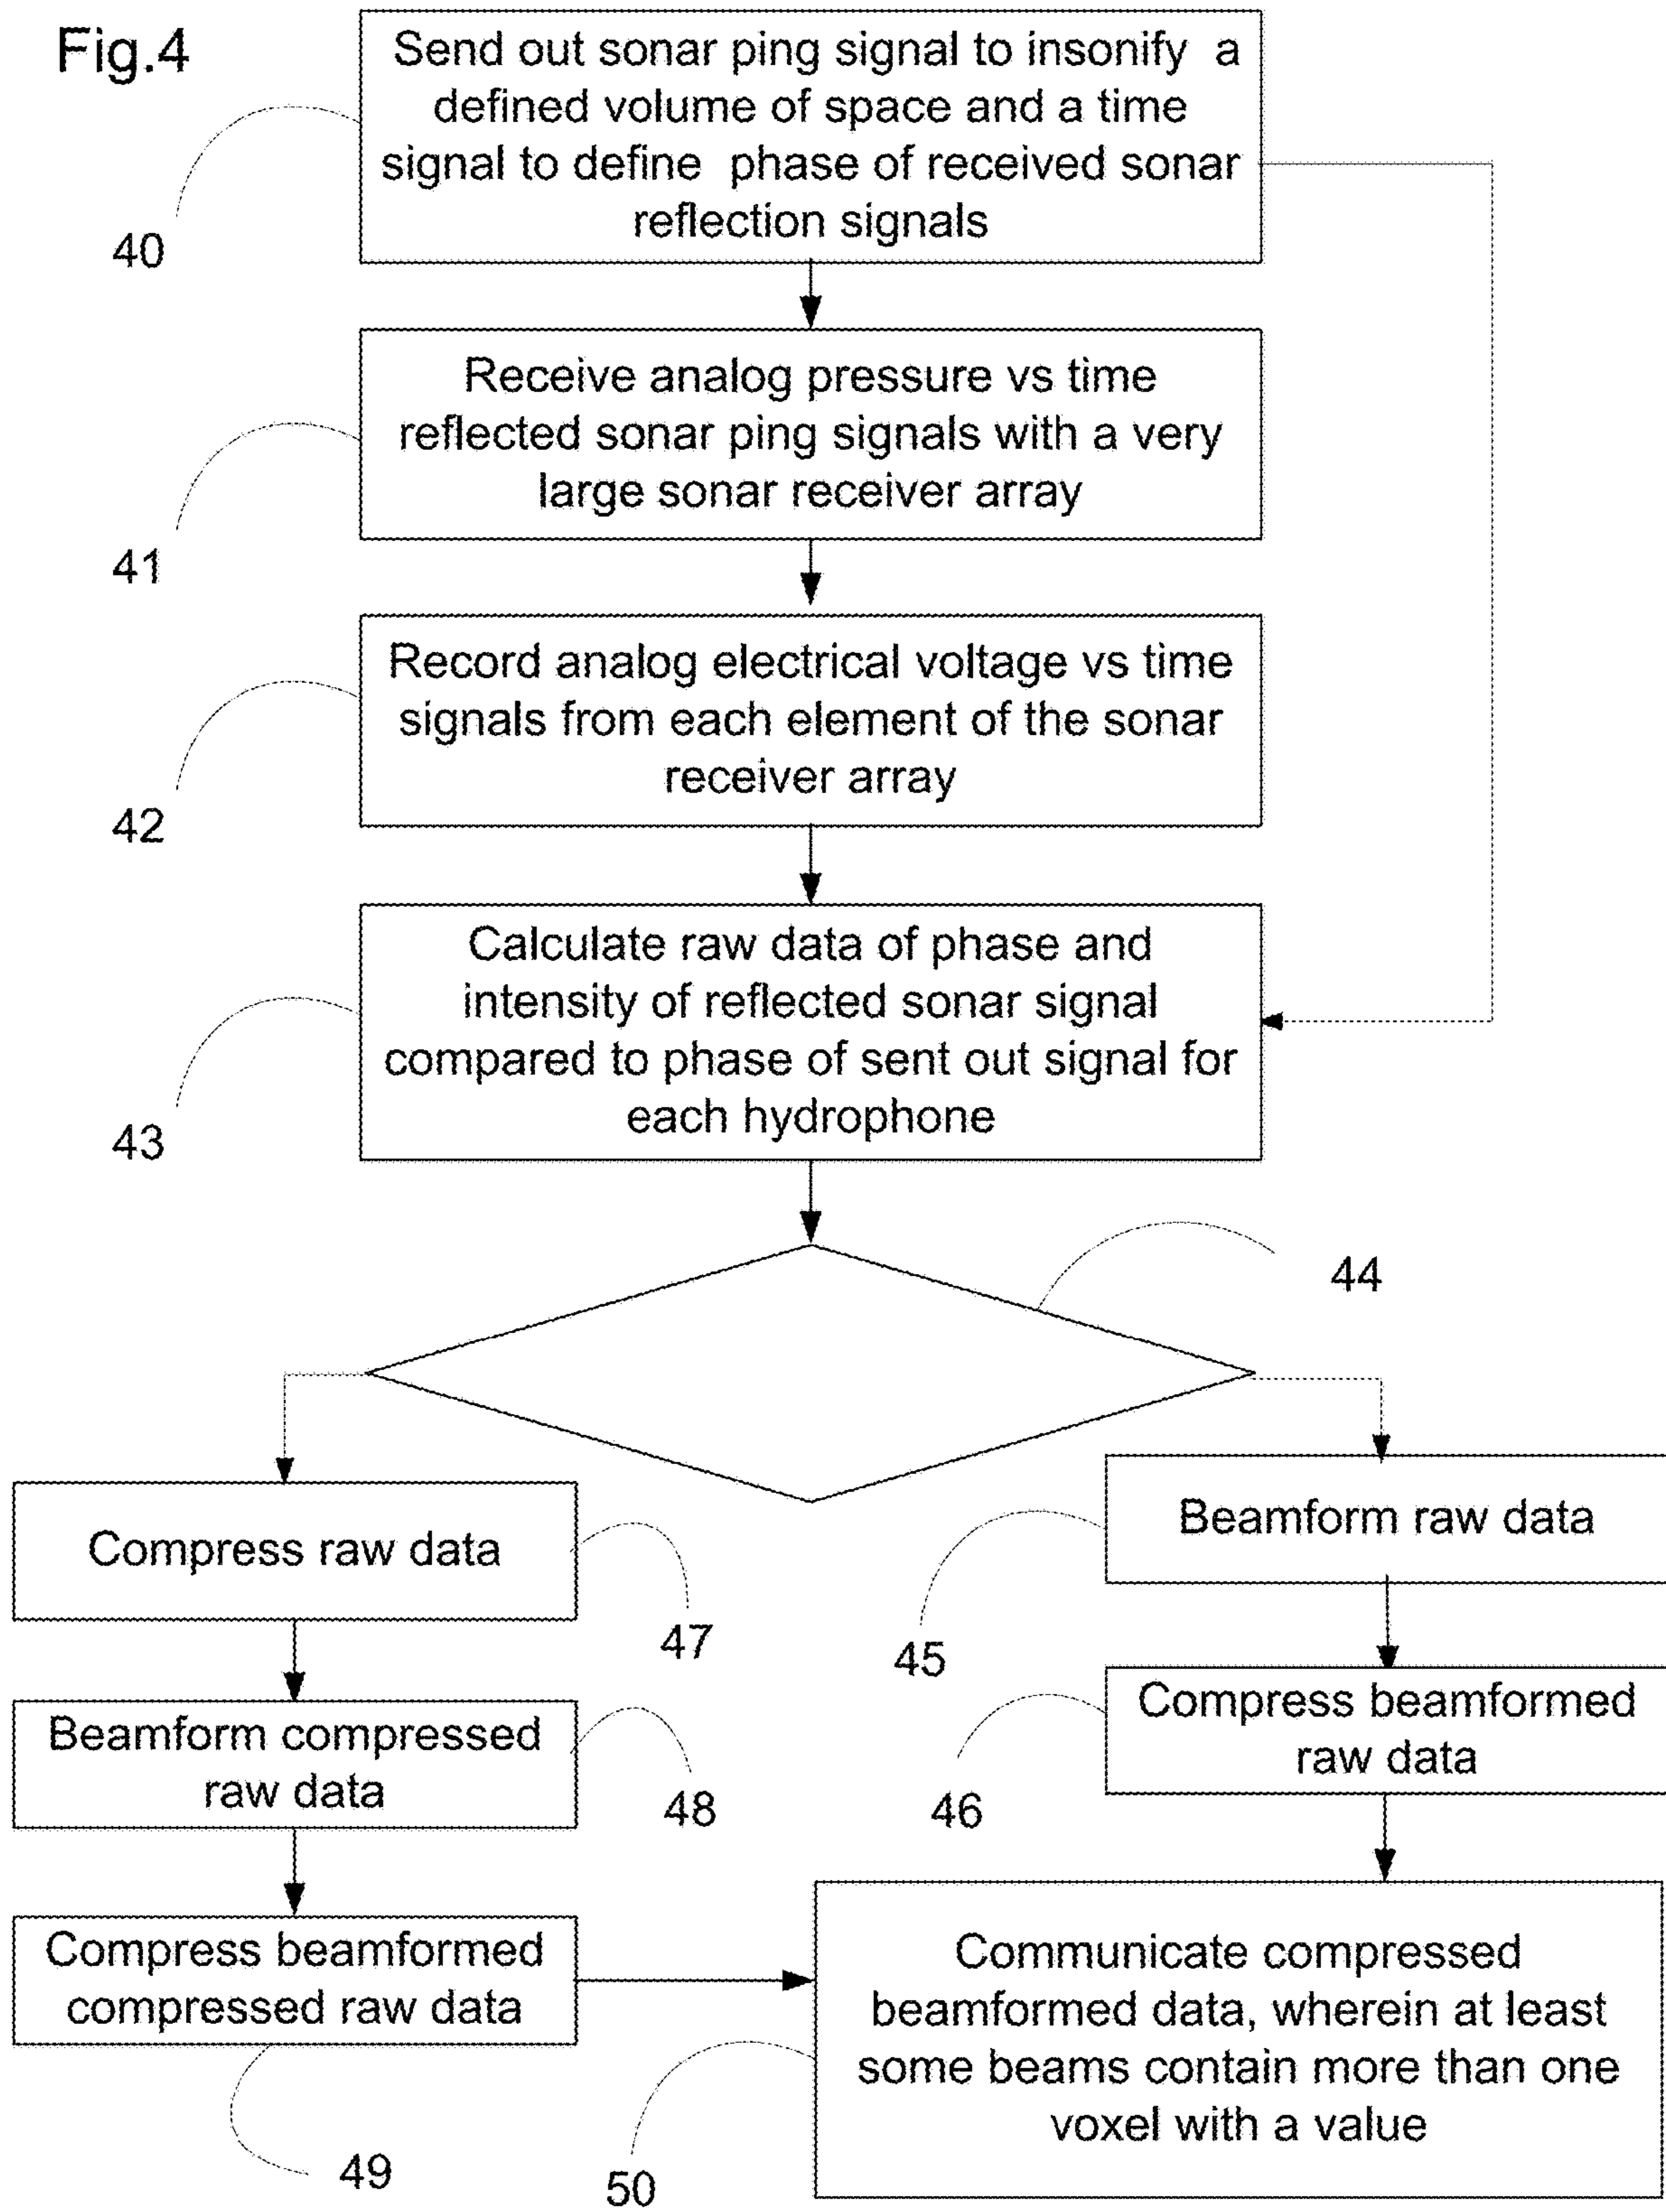 Fig.4
Send out sonar ping signal to insonify a
defined volume of space and a time
signal to define phase of received sonar
reflection signals
40
Receive analog pressure vs time
reflected sonar ping signals with a very
large sonar receiver array
41
Record analog electrical voltage vs time
signals from each element of the sonar
receiver array
42
Calculate raw data of phase and
intensity of reflected sonar signal
compared to phase of sent out signal for
each hydrophone
43
44
Compress raw data
47
Beamform raw data
45
Beamform compressed
raw data
48
Compress beamformed
raw data
46
Compress beamformed
compressed raw data
49
Communicate compressed
beamformed data, wherein at least
some beams contain more than one
voxel with a value
50